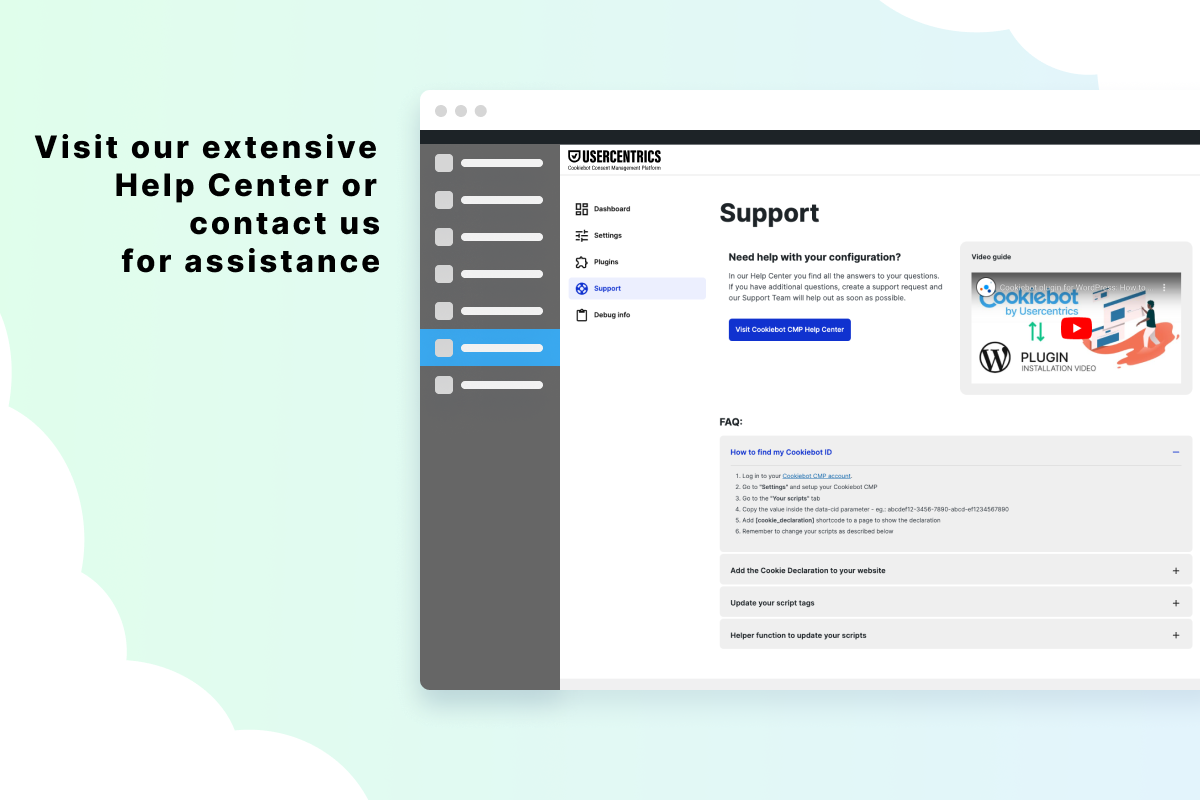 Visit our extensive
Help Center or
contact us
for assistance
USERCENTRICS
Cookiebot Consent Management Platform
Dashboard
Settings
Plugins
Support
Debug info
Support
Need help with your configuration?
In our Help Center you find all the answers to your questions.
If you have additional questions, create a support request and
our Support Team will help out as soon as possible.
Visit Cookiebot CMP Help Center
Video guide
Cookiebot plugin for WordPress: How to
Cookiebot
by Usercentrics
PLUGIN
INSTALLATION VIDEO
FAQ:
How to find my Cookiebot ID
1. Log in to your Cookiebot CMP account.
2. Go to "Settings" and setup your Cookiebot CMP
3. Go to the "Your scripts" tab
4. Copy the value inside the data-cid parameter - eg.: abcdef12-3456-7890-abcd-ef1234567890
5. Add [cookie_declaration] shortcode to a page to show the declaration
6. Remember to change your scripts as described below
Add the Cookie Declaration to your website
Update your script tags
Helper function to update your scripts